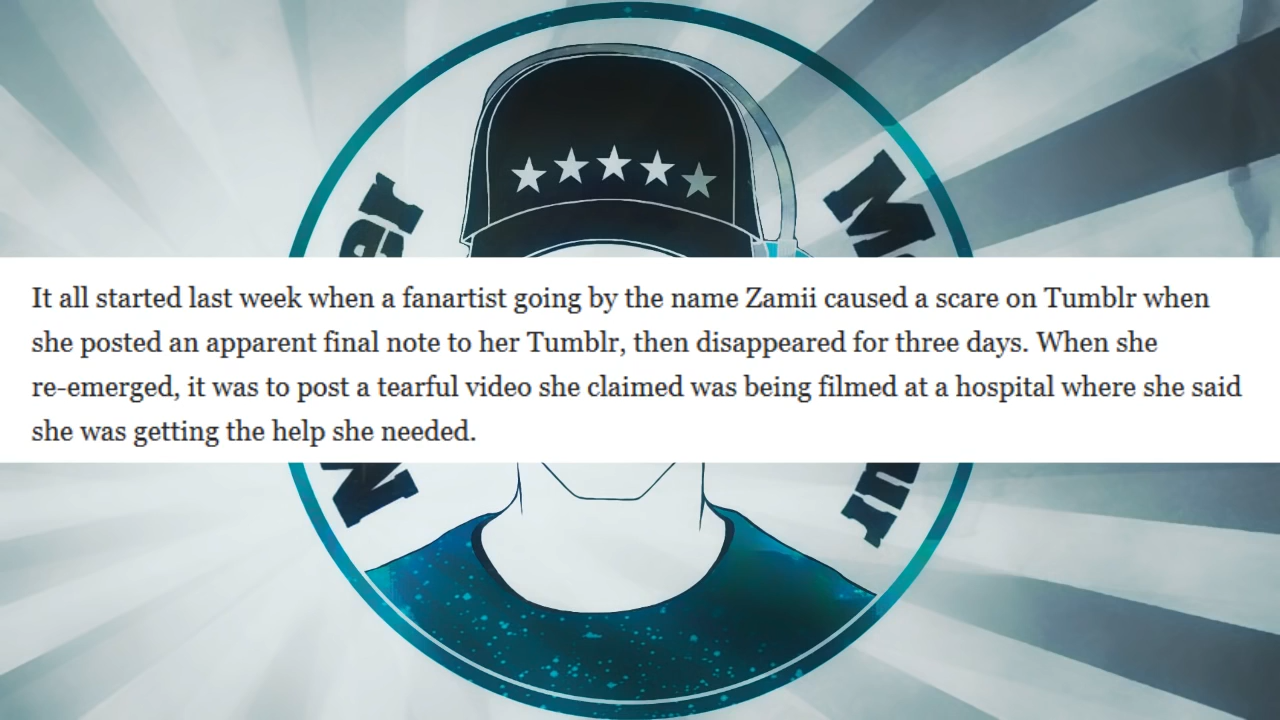 It all started last week when a fanartist going by the name Zamii caused a scare on Tumblr when
she posted an apparent final note to her Tumblr, then disappeared for three days. When she
re-emerged, it was to post a tearful video she claimed was being filmed at a hospital where she said
she was getting the help she needed.